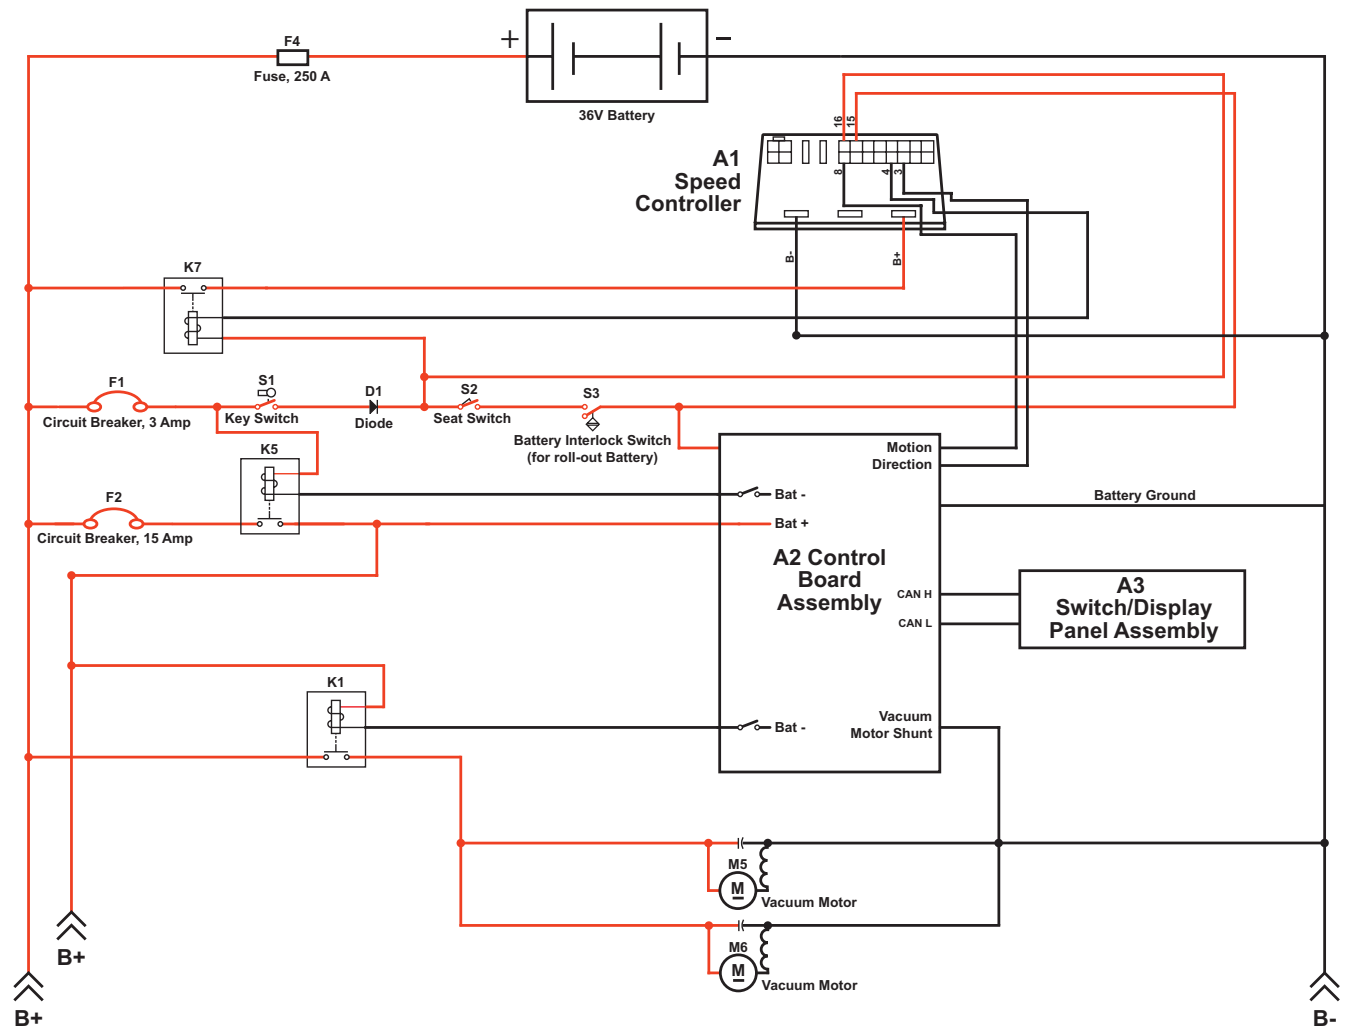 F4
Fuse, 250 A
+
−
36V Battery
16
15
A1
Speed
Controller
8
4
3
B-
B+
K7
F1
Circuit Breaker, 3 Amp
S1
Key Switch
D1
Diode
S2
Seat Switch
S3
Battery Interlock Switch
(for roll-out Battery)
K5
F2
Circuit Breaker, 15 Amp
Motion
Direction
Bat -
Bat +
Battery Ground
A2 Control
Board
Assembly
CAN H
CAN L
A3
Switch/Display
Panel Assembly
K1
Bat -
Vacuum
Motor Shunt
M5
M
Vacuum Motor
M6
M
Vacuum Motor
B+
B+
B-